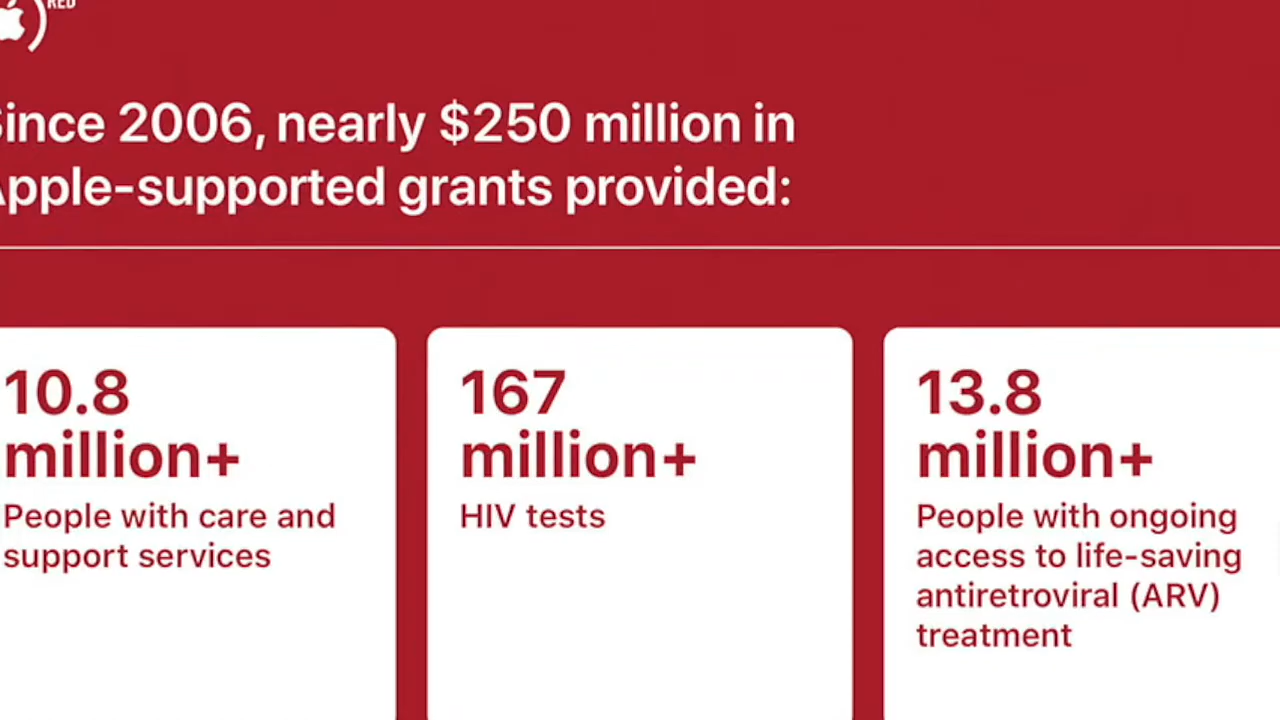 RED
Since 2006, nearly $250 million in
Apple-supported grants provided:
10.8
million+
People with care and
support services
167
million+
HIV tests
13.8
million+
People with ongoing
access to life-saving
antiretroviral (ARV)
treatment